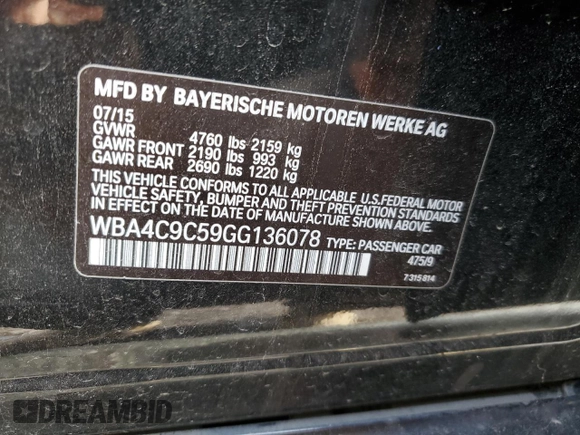 MFD BY BAYERISCHE MOTOREN WERKE AG
07/15
GVWR 4760 lbs 2159 kg
GAWR FRONT 2190 lbs 993 kg
GAWR REAR 2690 lbs 1220 kg
THIS VEHICLE CONFORMS TO ALL APPLICABLE U.S.FEDERAL MOTOR
VEHICLE SAFETY, BUMPER AND THEFT PREVENTION STANDARDS
IN EFFECT ON THE DATE OF MANUFACTURE SHOWN ABOVE.
WBA4C9C59GG136078 TYPE: PASSENGER CAR
475/9
7315814
DREAMBID